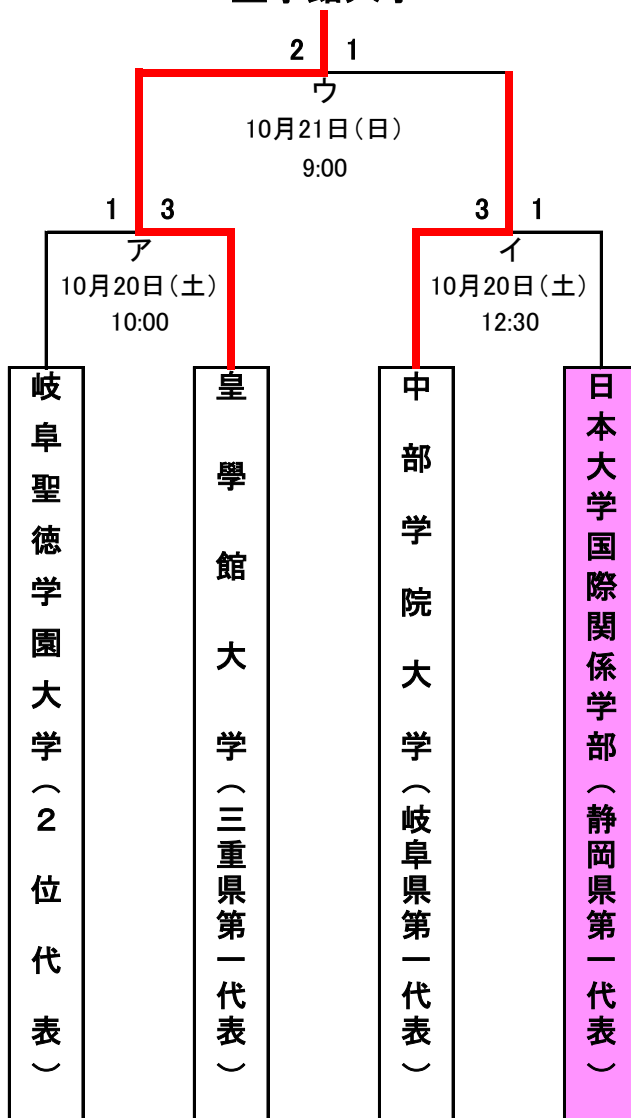 2 1
ウ
10月21日(日)
9:00
1 3
3 1
ア
10月20日(土)
10:00
イ
10月20日(土)
12:30
岐阜聖徳学園大学(2位代表)
皇學館大学(三重県第一代表)
中部学院大学(岐阜県第一代表)
日本大学国際関係学部(静岡県第一代表)